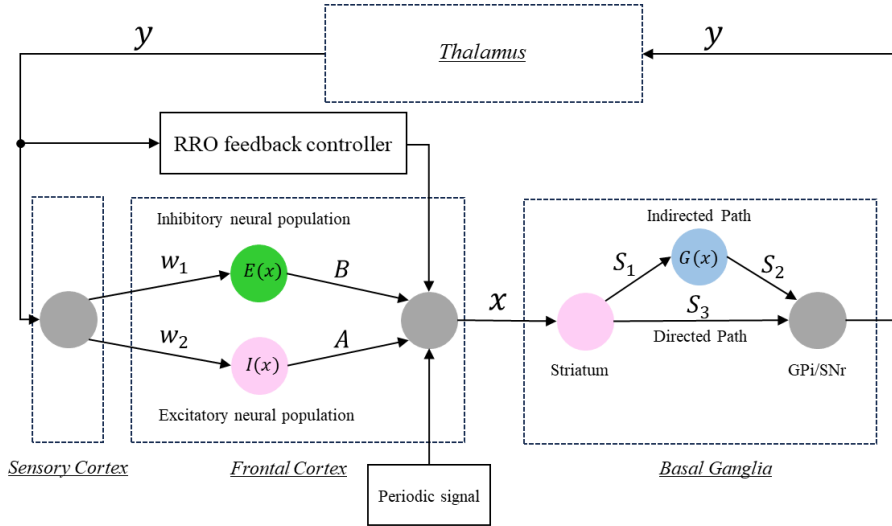 y
Thalamus
y
RRO feedback controller
Inhibitory neural population
w₁
E(x)
B
w₂
I(x)
A
Excitatory neural population
x
Indirected Path
S₁
G(x)
S₂
S₃
Directed Path
Striatum
GPi/SNr
Sensory Cortex
Frontal Cortex
Periodic signal
Basal Ganglia